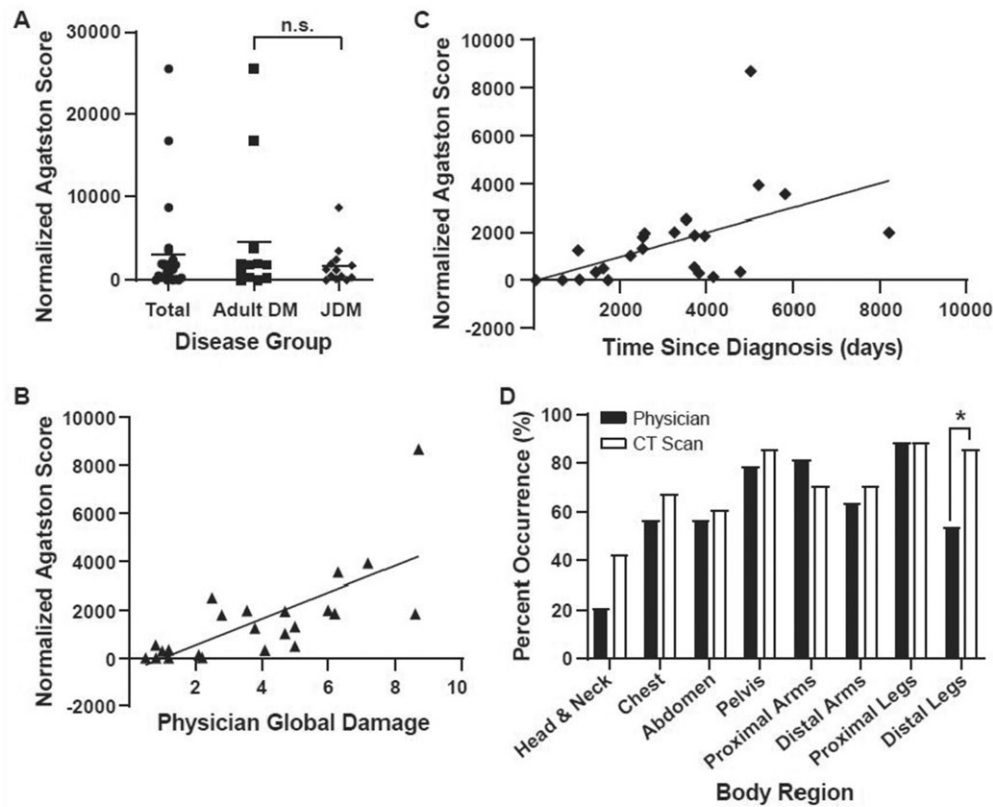 A
Normalized Agatston Score
30000
20000
10000
0
n.s.
Total Adult DM JDM
Disease Group
C
Normalized Agatston Score
10000
8000
6000
4000
2000
0
-2000
2000 4000 6000 8000 10000
Time Since Diagnosis (days)
B
Normalized Agatston Score
10000
8000
6000
4000
2000
0
-2000
2 4 6 8 10
Physician Global Damage
D
Percent Occurrence (%)
100
80
60
40
20
0
Physician
CT Scan
*
Head & Neck
Chest
Abdomen
Pelvis
Proximal Arms
Distal Arms
Proximal Legs
Distal Legs
Body Region